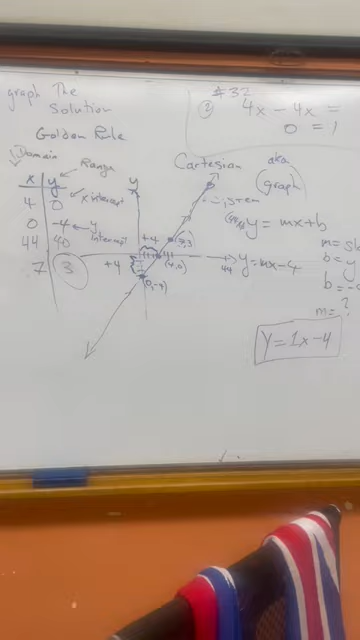 graph The
Solution
Golden Rule
Domain
Range
x y
4 0 x intercept
0 -4 y intercept
44 40
7 3
#32
② 4x - 4x =
0 = 1
Cartesian
system
aka
graph
y
+4
+4
(7,3)
(4,0)
(0,-4)
y = mx+b
y = mx-4
b = y
m = ?
y = 1x-4